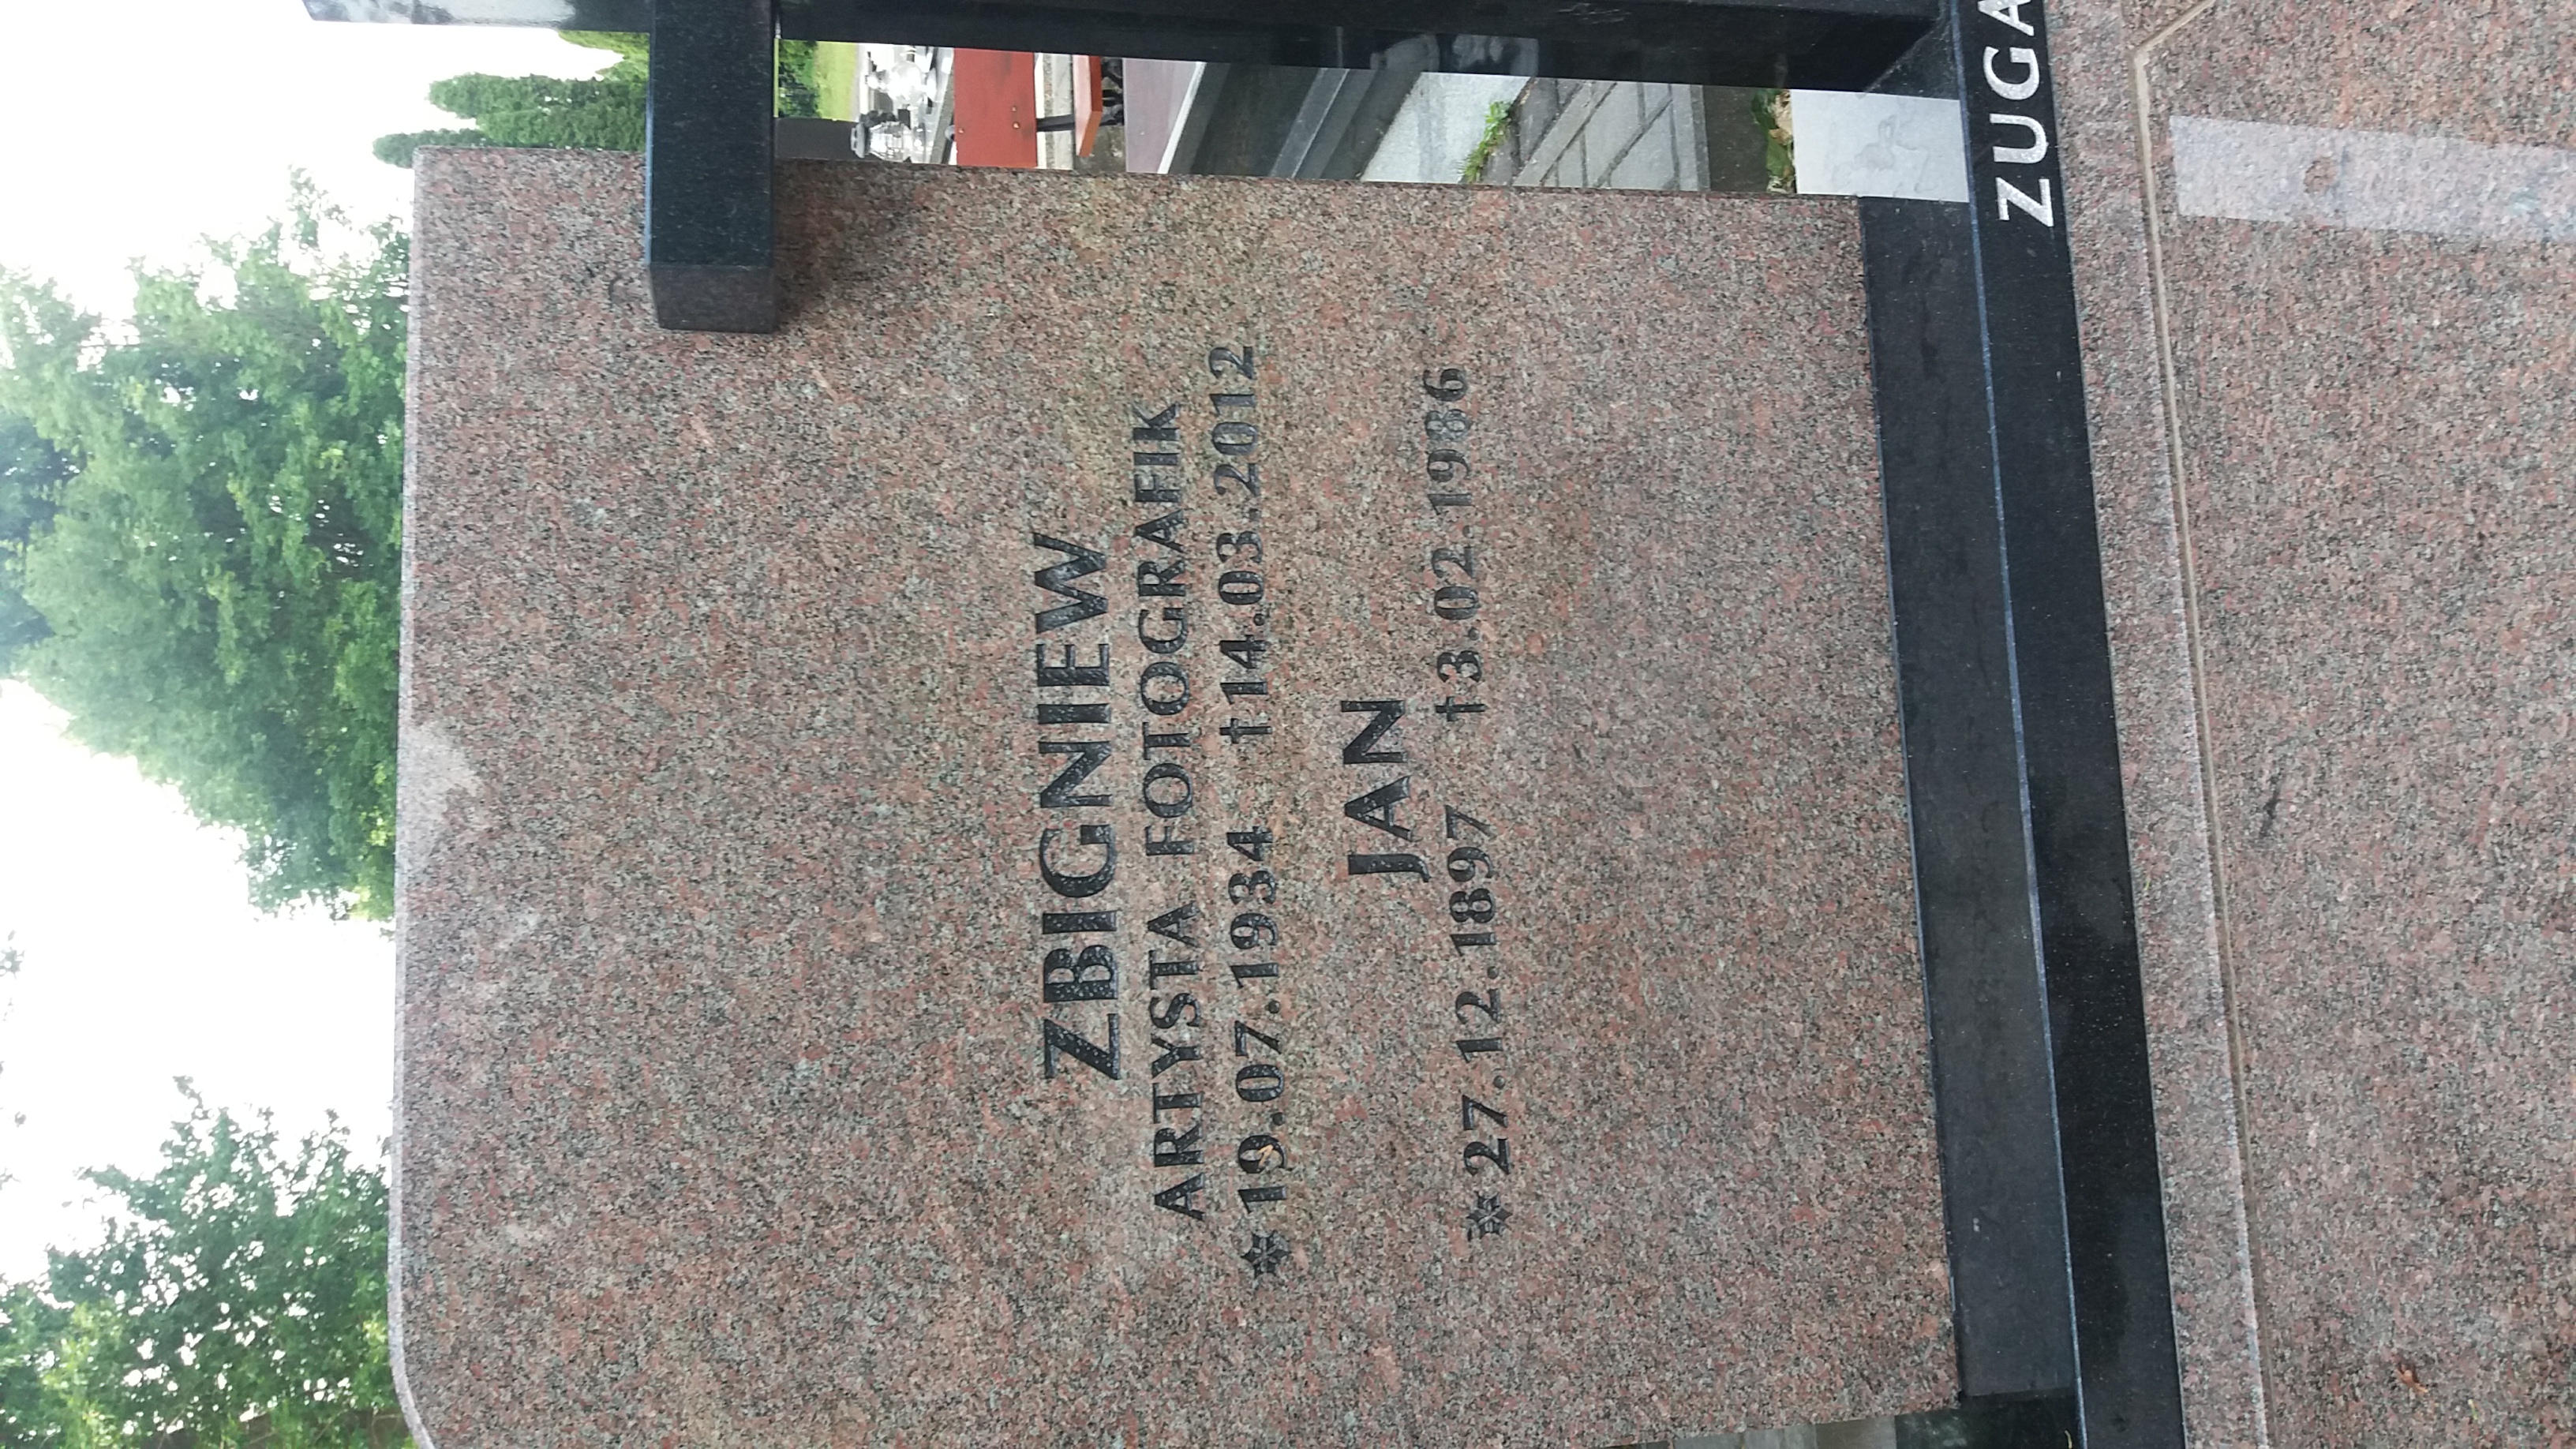 ZBIGNIEW
ARTYSTA FOTOGRAFIK
*19.07.1934 †14.03.2012
JAN
*27.12.1897 †3.02.1986
ZUGA